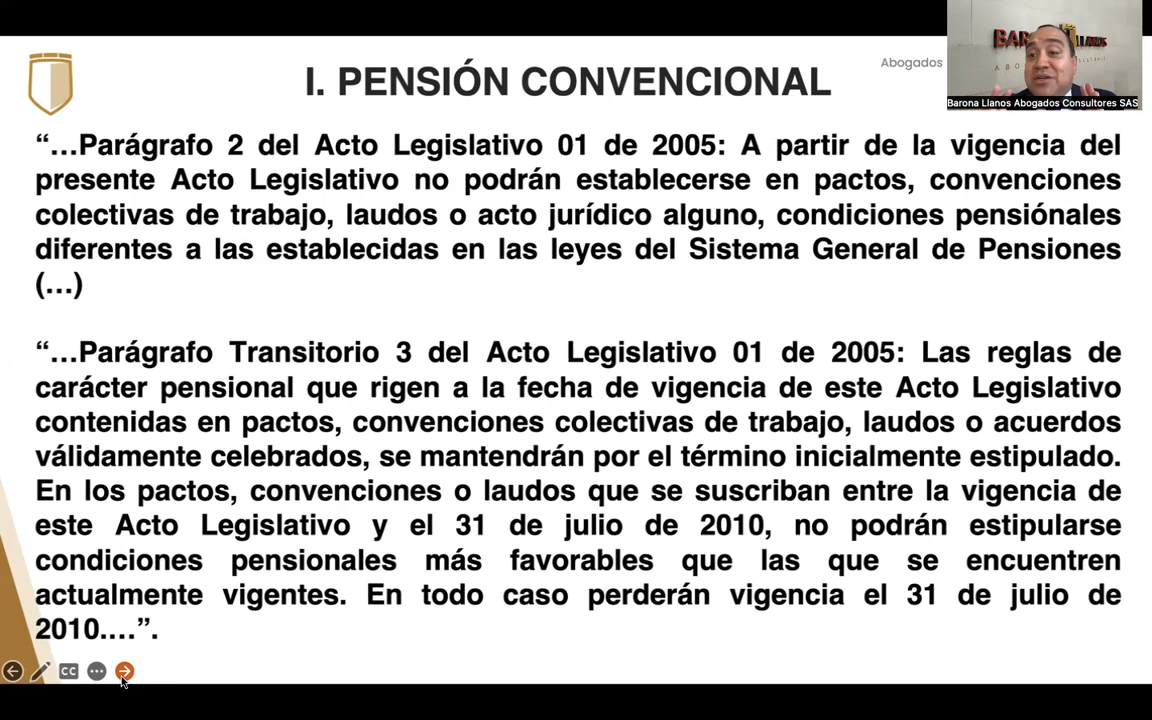 I. PENSIÓN CONVENCIONAL
Abogados
BARONA LLANOS
Barona Llanos Abogados Consultores SAS
“…Parágrafo 2 del Acto Legislativo 01 de 2005: A partir de la vigencia del
presente Acto Legislativo no podrán establecerse en pactos, convenciones
colectivas de trabajo, laudos o acto jurídico alguno, condiciones pensiónales
diferentes a las establecidas en las leyes del Sistema General de Pensiones
(…)
“…Parágrafo Transitorio 3 del Acto Legislativo 01 de 2005: Las reglas de
carácter pensional que rigen a la fecha de vigencia de este Acto Legislativo
contenidas en pactos, convenciones colectivas de trabajo, laudos o acuerdos
válidamente celebrados, se mantendrán por el término inicialmente estipulado.
En los pactos, convenciones o laudos que se suscriban entre la vigencia de
este Acto Legislativo y el 31 de julio de 2010, no podrán estipularse
condiciones pensionales más favorables que las que se encuentren
actualmente vigentes. En todo caso perderán vigencia el 31 de julio de
2010.…”.
CC